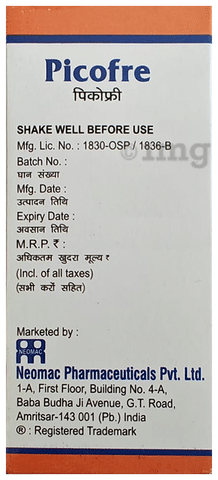 Picofre
पिकोफ्री
SHAKE WELL BEFORE USE
Mfg. Lic. No. : 1830-OSP / 1836-B
Batch No. :
घान संख्या
Mfg. Date :
उत्पादन तिथि
Expiry Date :
अवसान तिथि
M.R.P. ₹ :
अधिकतम खुदरा मूल्य ₹
(Incl. of all taxes)
(सभी करों सहित)
Marketed by :
NEOMAC
Neomac Pharmaceuticals Pvt. Ltd.
1-A, First Floor, Building No. 4-A,
Baba Budha Ji Avenue, G.T. Road,
Amritsar-143 001 (Pb.) India
® : Registered Trademark